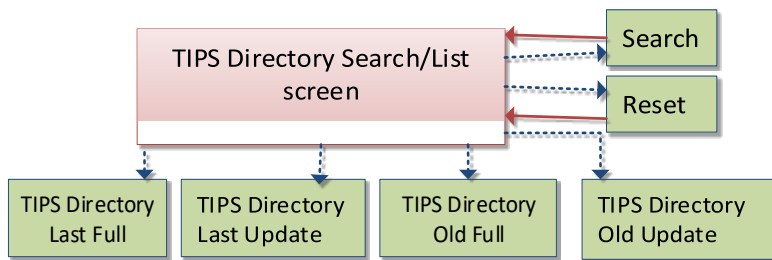 TIPS Directory Search/List
screen
Search
Reset
TIPS Directory
Last Full
TIPS Directory
Last Update
TIPS Directory
Old Full
TIPS Directory
Old Update